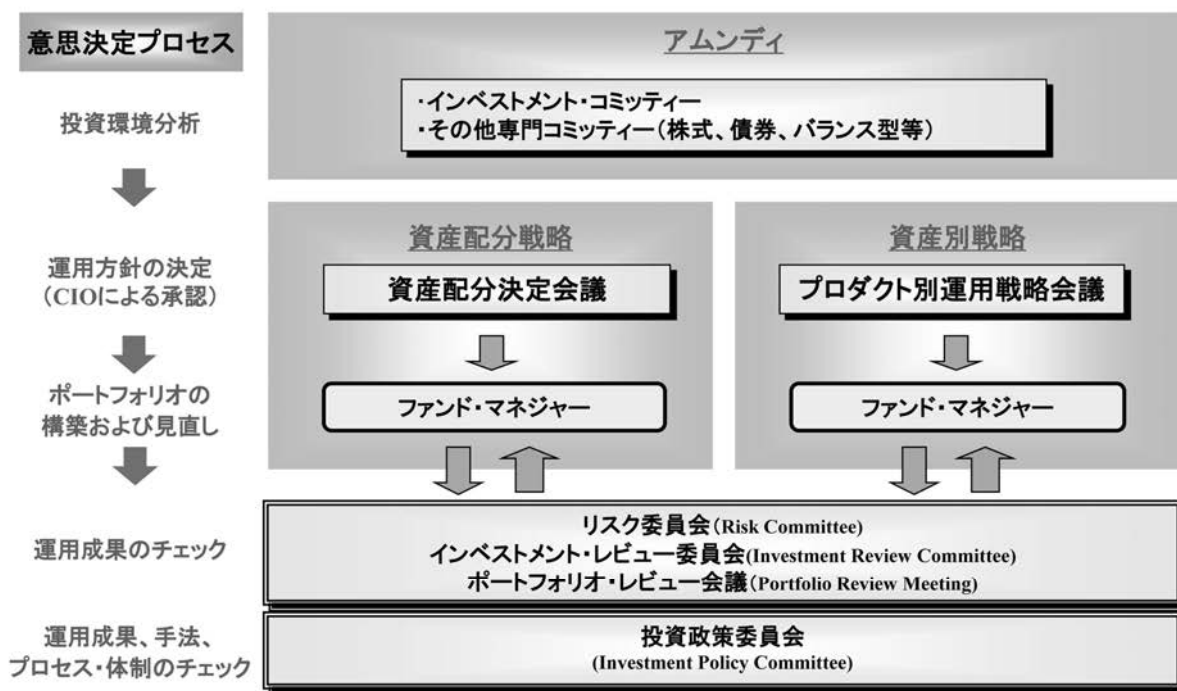 意思決定プロセス
アムンディ
投資環境分析
・インベストメント・コミッティー
・その他専門コミッティー(株式、債券、バランス型等)
運用方針の決定
(CIOによる承認)
資産配分戦略
資産配分決定会議
資産別戦略
プロダクト別運用戦略会議
ポートフォリオの
構築および見直し
ファンド・マネジャー
ファンド・マネジャー
運用成果のチェック
リスク委員会(Risk Committee)
インベストメント・レビュー委員会(Investment Review Committee)
ポートフォリオ・レビュー会議(Portfolio Review Meeting)
運用成果、手法、
プロセス・体制のチェック
投資政策委員会
(Investment Policy Committee)